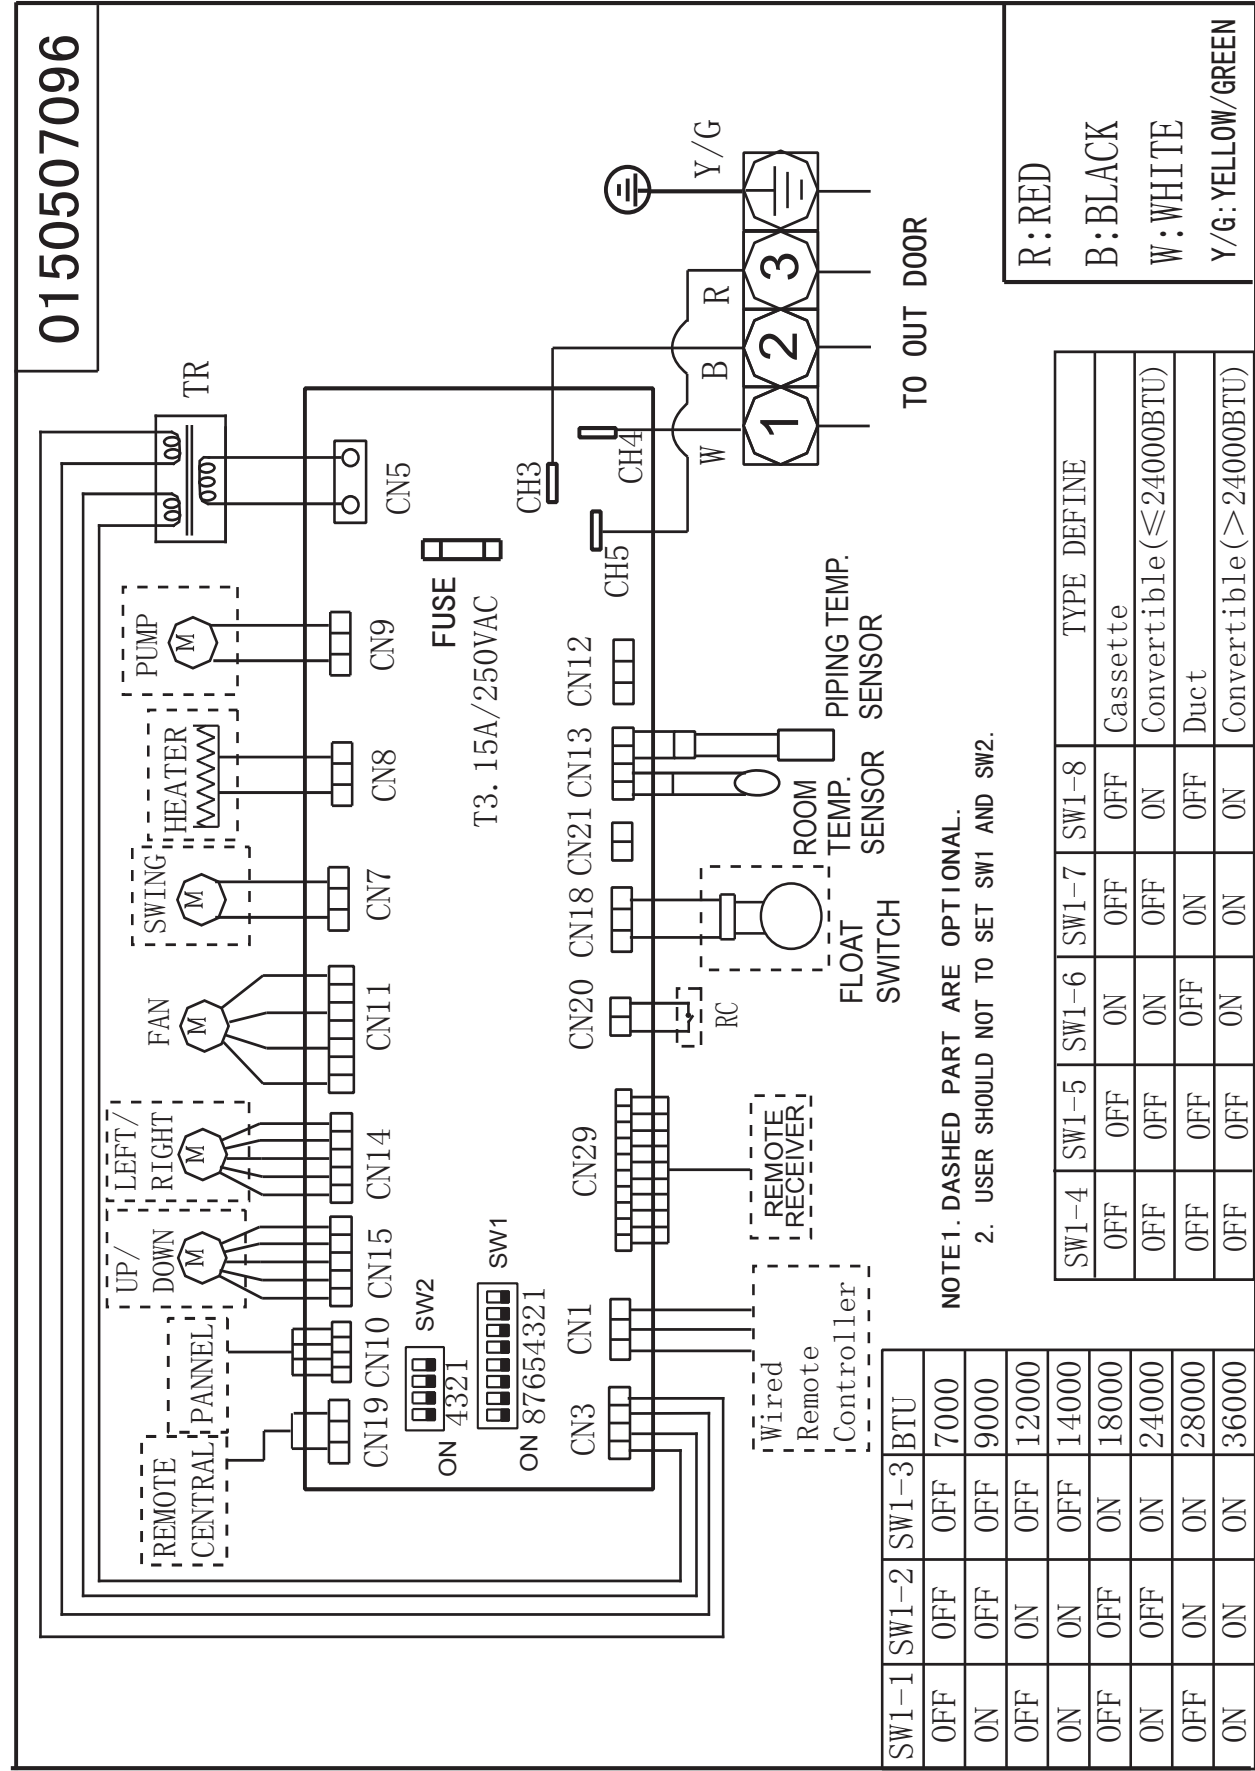 015050​7096
REMOTE
CENTRAL
PANNEL
UP/
DOWN
M
LEFT/
RIGHT
M
FAN
M
SWING
M
HEATER
PUMP
M
TR
CN19
CN10
CN15
CN14
CN11
CN7
CN8
CN9
CN5
SW2
4321
ON
SW1
87654321
ON
FUSE
T3.15A/250VAC
CH3
CH4
CH5
CN3
CN1
CN29
CN20
CN18
CN21
CN13
CN12
Wired
Remote
Controller
REMOTE
RECEIVER
RC
FLOAT
SWITCH
ROOM
TEMP.
SENSOR
PIPING TEMP.
SENSOR
W
B
R
Y/G
1
2
3
TO OUT DOOR
NOTE1.DASHED PART ARE OPTIONAL.
2. USER SHOULD NOT TO SET SW1 AND SW2.
SW1-1 SW1-2 SW1-3 BTU
OFF OFF OFF 7000
ON OFF OFF 9000
OFF ON OFF 12000
ON ON OFF 14000
OFF OFF ON 18000
ON OFF ON 24000
OFF ON ON 28000
ON ON ON 36000
SW1-4 SW1-5 SW1-6 SW1-7 SW1-8 TYPE DEFINE
OFF OFF ON OFF OFF Cassette
OFF OFF ON OFF ON Convertible(≤24000BTU)
OFF OFF OFF ON OFF Duct
OFF OFF ON ON ON Convertible(>24000BTU)
R:RED
B:BLACK
W:WHITE
Y/G:YELLOW/GREEN